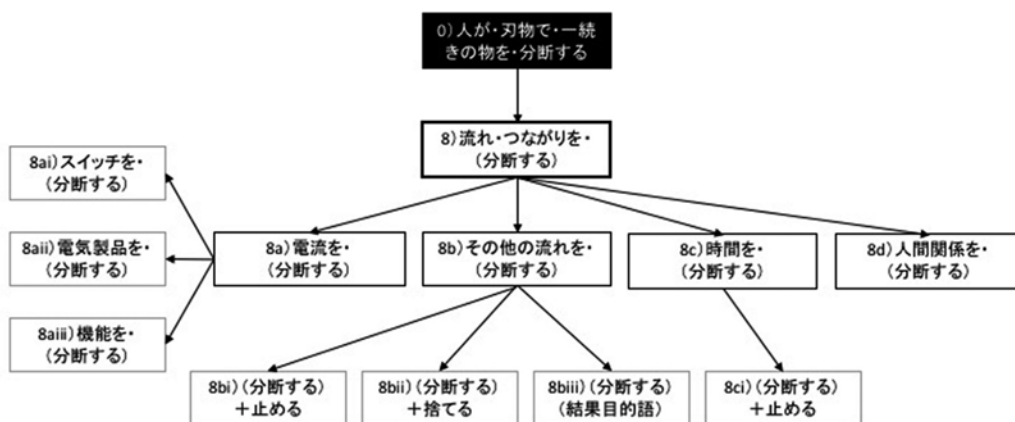 0)人が・刃物で・一続
きの物を・分断する
8)流れ・つながりを・
(分断する)
8ai)スイッチを・
(分断する)
8aii)電気製品を・
(分断する)
8aiii)機能を・
(分断する)
8a)電流を・
(分断する)
8b)その他の流れを・
(分断する)
8c)時間を・
(分断する)
8d)人間関係を・
(分断する)
8bi)(分断する)
+止める
8bii)(分断する)
+捨てる
8biii)(分断する)
(結果目的語)
8ci)(分断する)
+止める